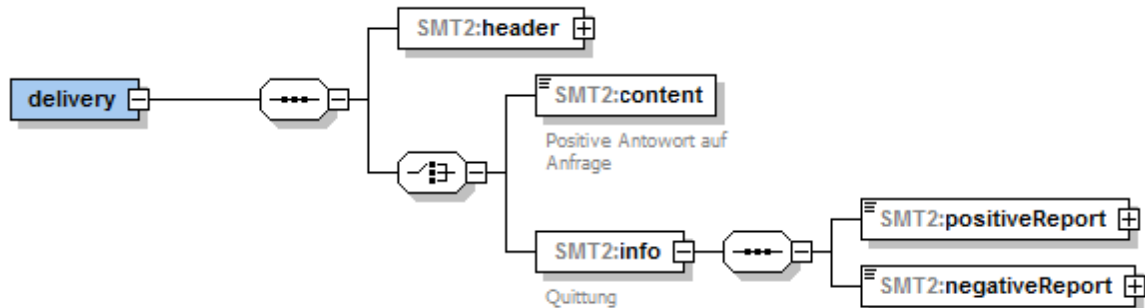 SMT2:header
delivery
SMT2:content
Positive Antowort auf
Anfrage
SMT2:positiveReport
SMT2:info
Quittung
SMT2:negativeReport